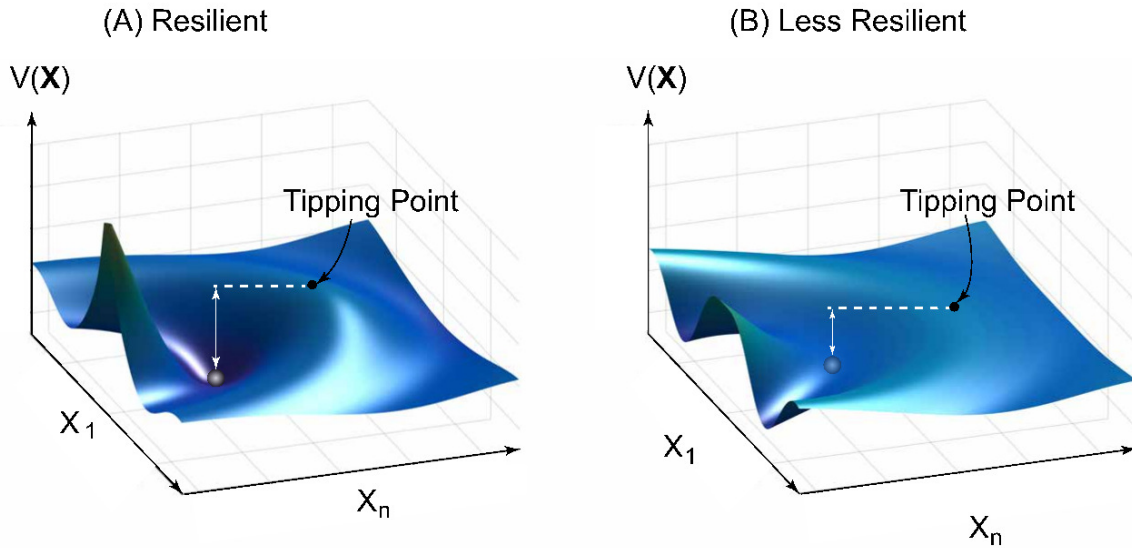 (A) Resilient
V(X)
Tipping Point
X1
Xn
(B) Less Resilient
V(X)
Tipping Point
X1
Xn